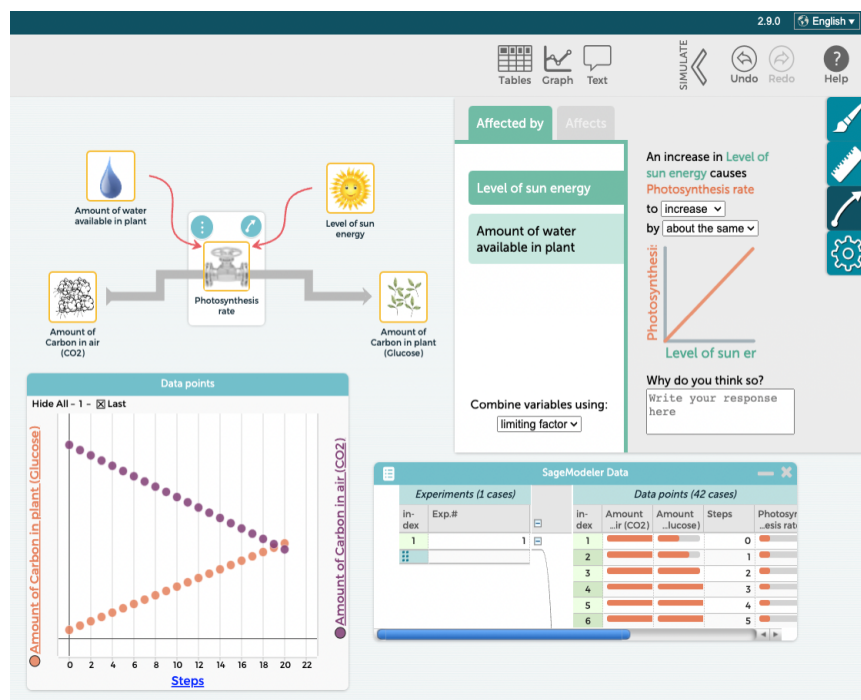 2.9.0
English ▾
Tables
Graph
Text
SIMULATE
Undo
Redo
Help
Affected by
Affects
Level of sun energy
Amount of water
available in plant
Combine variables using:
limiting factor
An increase in Level of
sun energy causes
Photosynthesis rate
to increase
by about the same
Photosynthesi:
Level of sun er
Why do you think so?
Write your response
here
Amount of water
available in plant
Level of sun
energy
Photosynthesis
rate
Amount of
Carbon in air
(CO2)
Amount of
Carbon in plant
(Glucose)
Data points
Hide All – 1 – Last
Amount of Carbon in plant (Glucose)
Amount of Carbon in air (CO2)
0 2 4 6 8 10 12 14 16 18 20 22
Steps
SageModeler Data
Experiments (1 cases)
in-
dex
Exp.#
1 1
Data points (42 cases)
in-
dex
Amount
...ir (CO2)
Amount
...lucose)
Steps
Photosyr
...esis rat
1 0
2 1
3 2
4 3
5 4
6 5